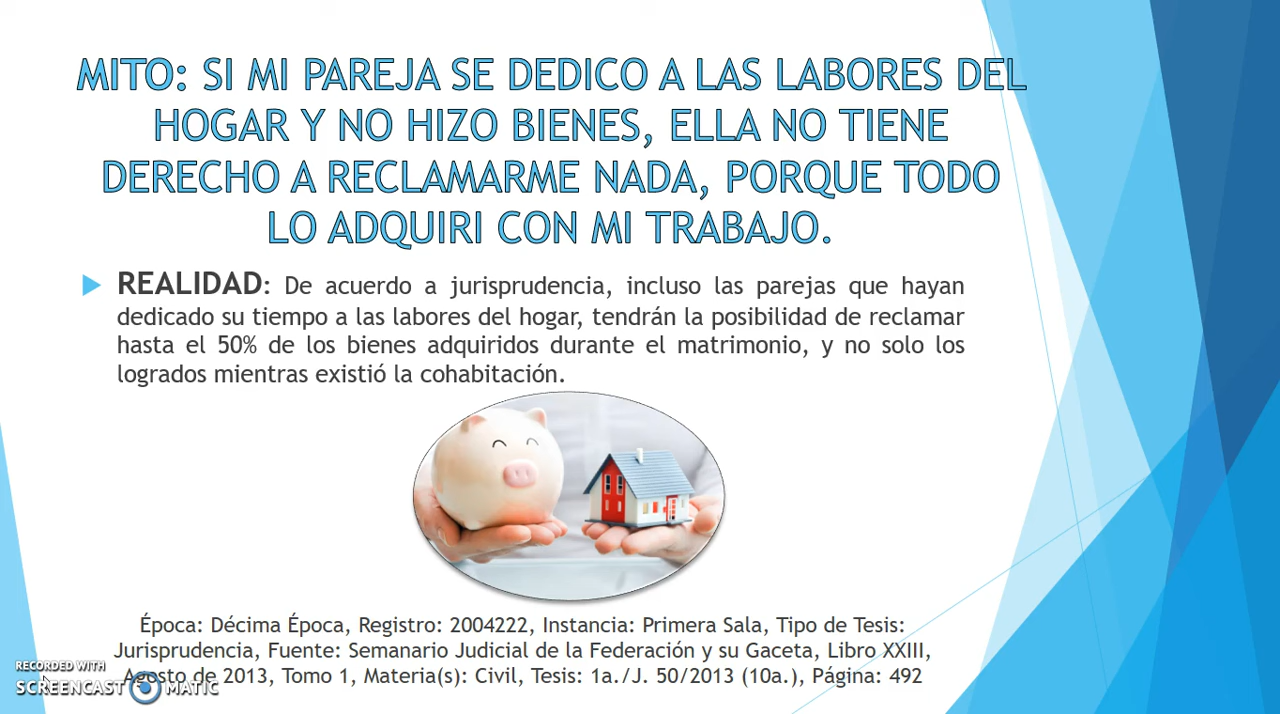 MITO: SI MI PAREJA SE DEDICO A LAS LABORES DEL
HOGAR Y NO HIZO BIENES, ELLA NO TIENE
DERECHO A RECLAMARME NADA, PORQUE TODO
LO ADQUIRI CON MI TRABAJO.
REALIDAD: De acuerdo a jurisprudencia, incluso las parejas que hayan
dedicado su tiempo a las labores del hogar, tendrán la posibilidad de reclamar
hasta el 50% de los bienes adquiridos durante el matrimonio, y no solo los
logrados mientras existió la cohabitación.
Época: Décima Época, Registro: 2004222, Instancia: Primera Sala, Tipo de Tesis:
Jurisprudencia, Fuente: Semanario Judicial de la Federación y su Gaceta, Libro XXIII,
Agosto de 2013, Tomo 1, Materia(s): Civil, Tesis: 1a./J. 50/2013 (10a.), Página: 492
RECORDED WITH
SCREENCAST MATIC